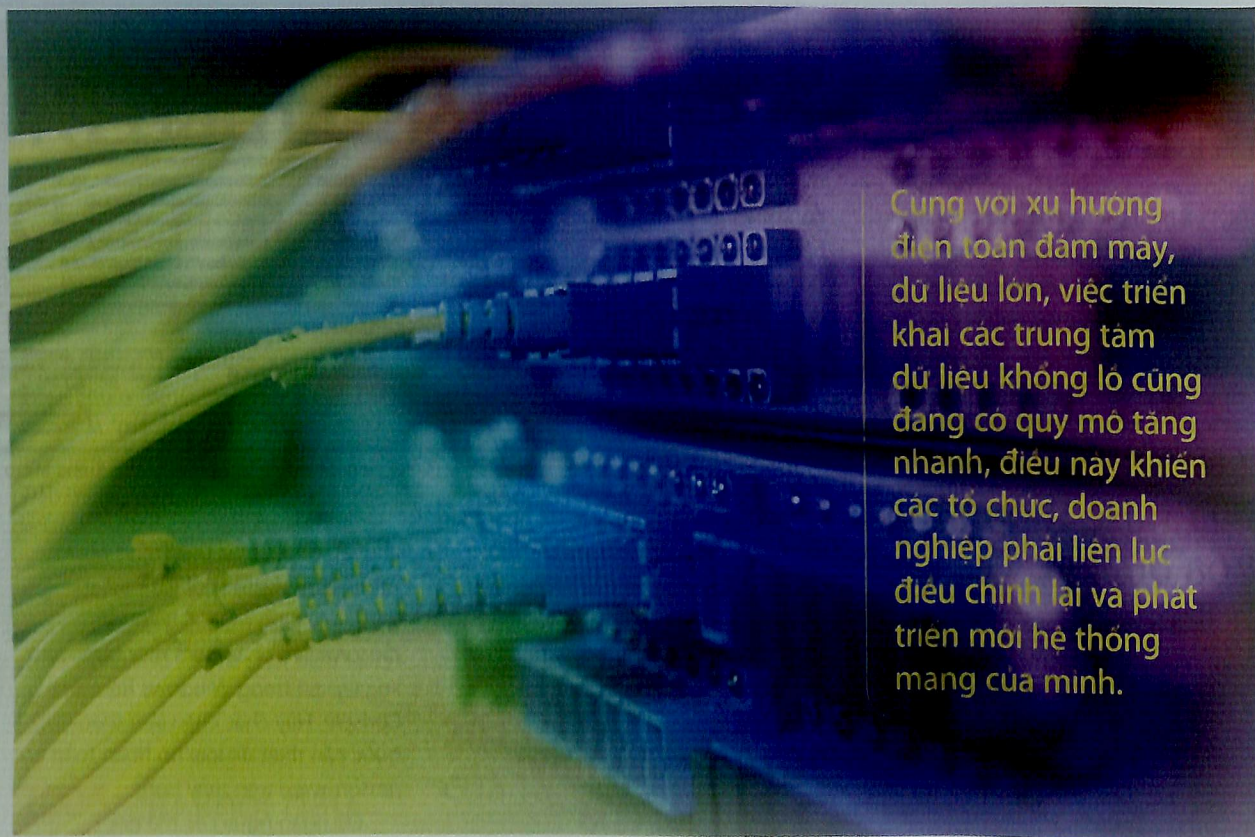 Cùng với xu hướng
điện toán đám mây,
dữ liệu lớn, việc triển
khai các trung tâm
dữ liệu khổng lồ cũng
đang có quy mô tăng
nhanh, điều này khiến
các tổ chức, doanh
nghiệp phải liên tục
điều chỉnh lại và phát
triển mới hệ thống
mạng của mình.